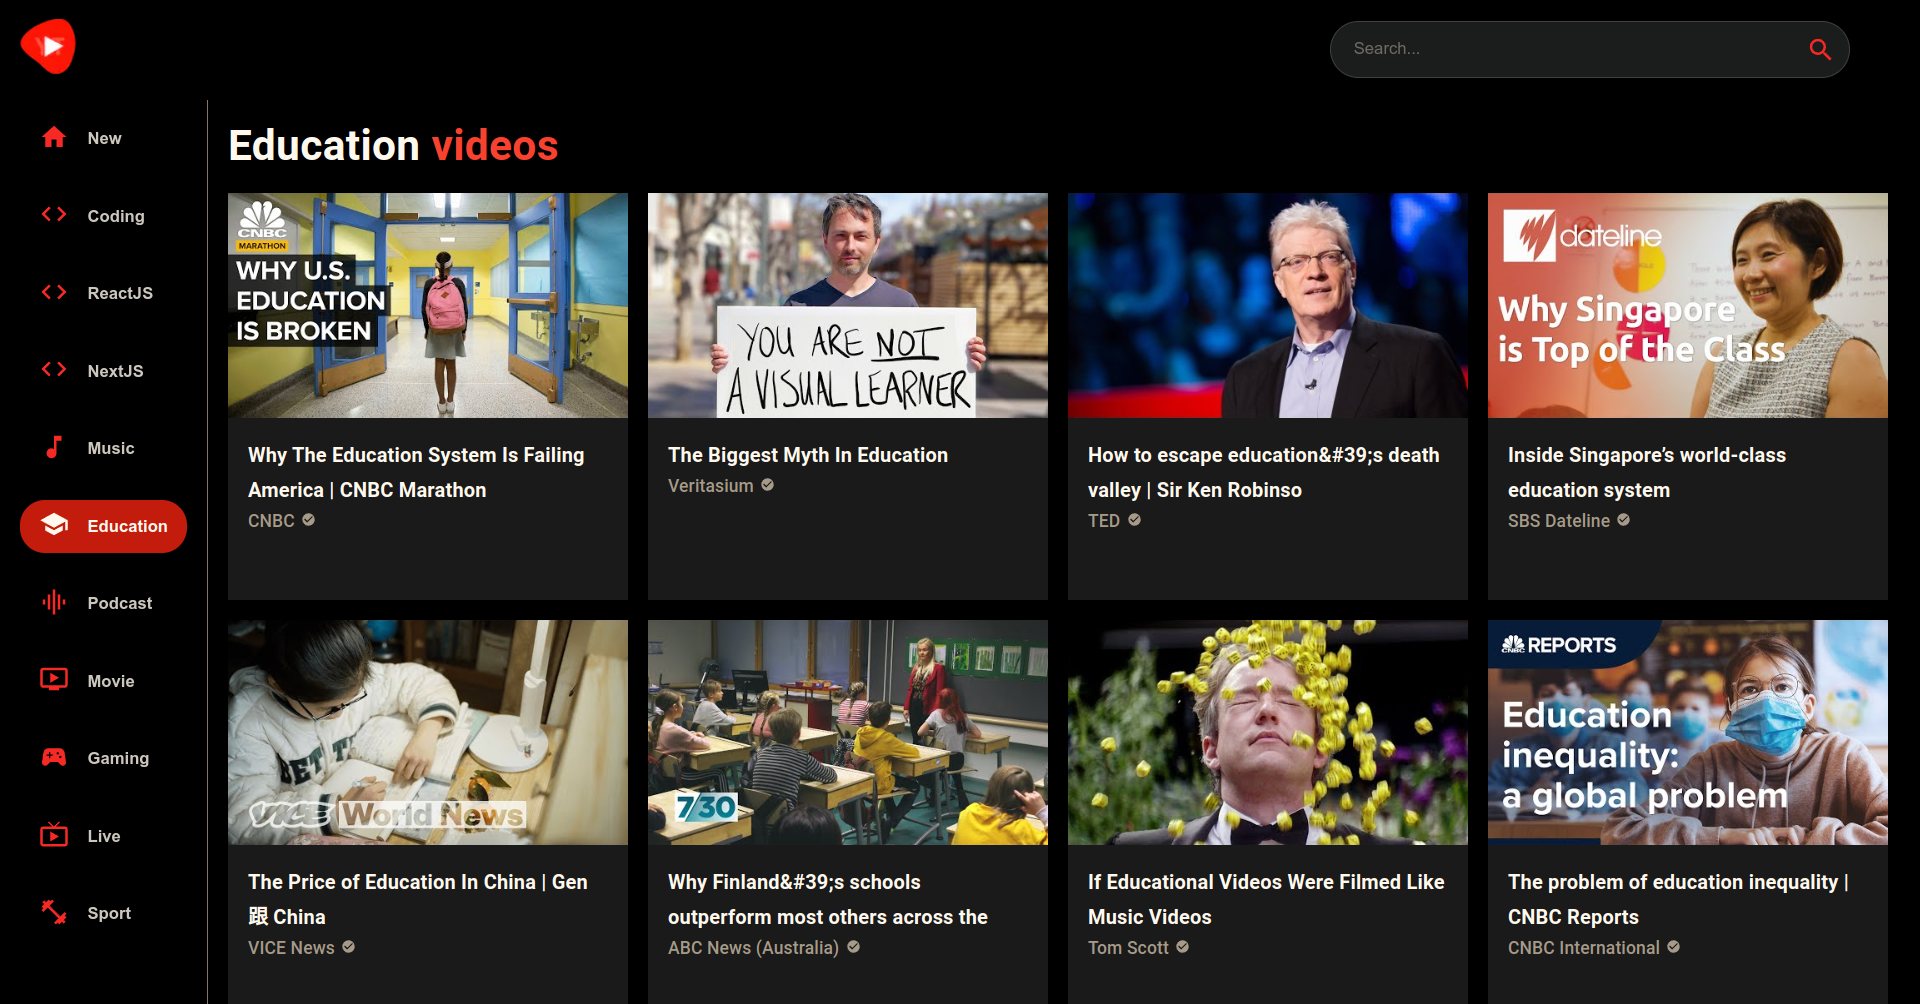 Search...
New
Coding
ReactJS
NextJS
Music
Education
Podcast
Movie
Gaming
Live
Sport
Education videos
CNBC
MARATHON
WHY U.S.
EDUCATION
IS BROKEN
Why The Education System Is Failing
America | CNBC Marathon
CNBC
YOU ARE NOT
A VISUAL LEARNER
The Biggest Myth In Education
Veritasium
How to escape education&#39;s death
valley | Sir Ken Robinso
TED
dateline
Why Singapore
is Top of the Class
Inside Singapore’s world-class
education system
SBS Dateline
VICE World News
The Price of Education In China | Gen
跟 China
VICE News
7/30
Why Finland&#39;s schools
outperform most others across the
ABC News (Australia)
If Educational Videos Were Filmed Like
Music Videos
Tom Scott
CNBC REPORTS
Education
inequality:
a global problem
The problem of education inequality |
CNBC Reports
CNBC International